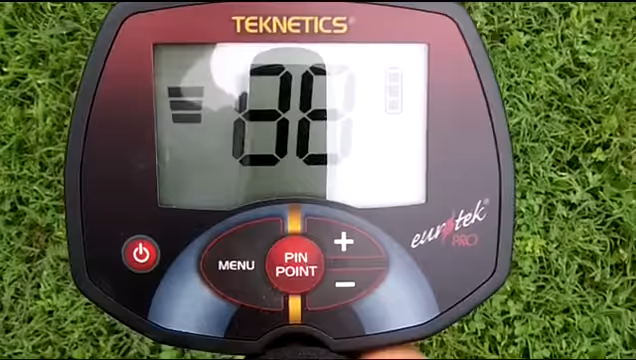 TEKNETICS®
eurotek®
PRO
MENU
PIN
POINT
+
−